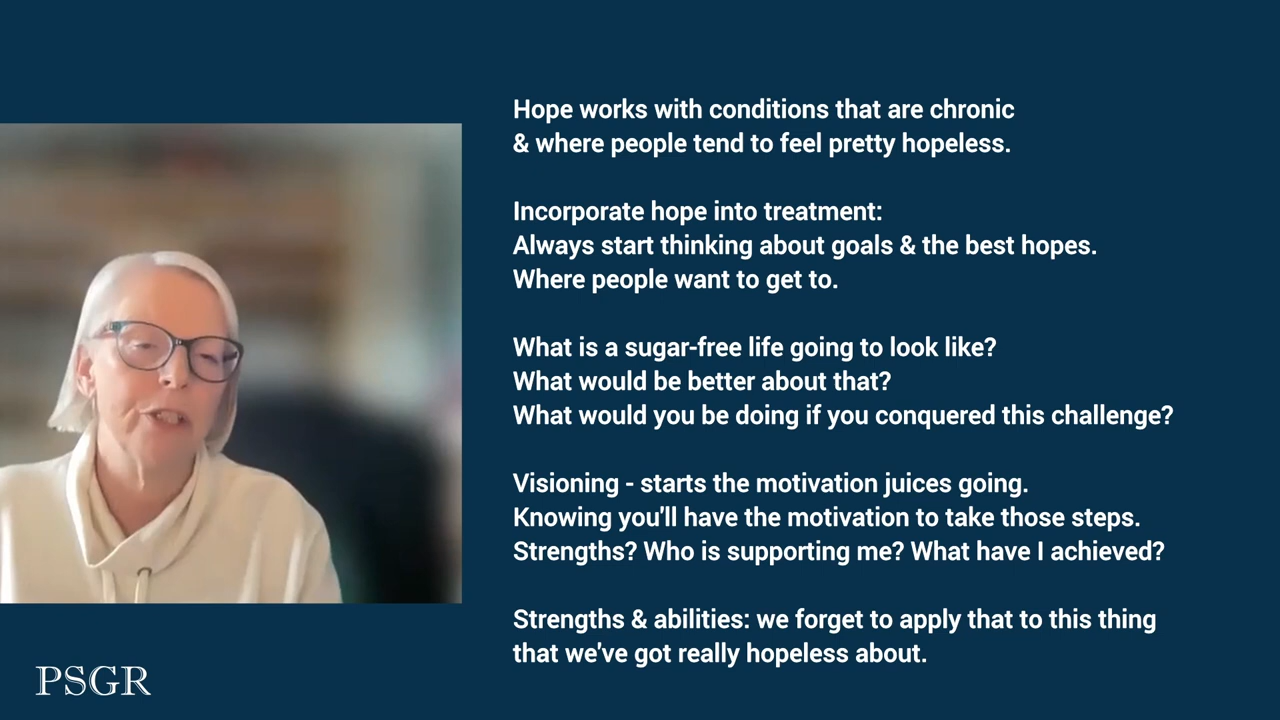 Hope works with conditions that are chronic
& where people tend to feel pretty hopeless.
Incorporate hope into treatment:
Always start thinking about goals & the best hopes.
Where people want to get to.
What is a sugar-free life going to look like?
What would be better about that?
What would you be doing if you conquered this challenge?
Visioning - starts the motivation juices going.
Knowing you'll have the motivation to take those steps.
Strengths? Who is supporting me? What have I achieved?
Strengths & abilities: we forget to apply that to this thing
that we've got really hopeless about.
PSGR